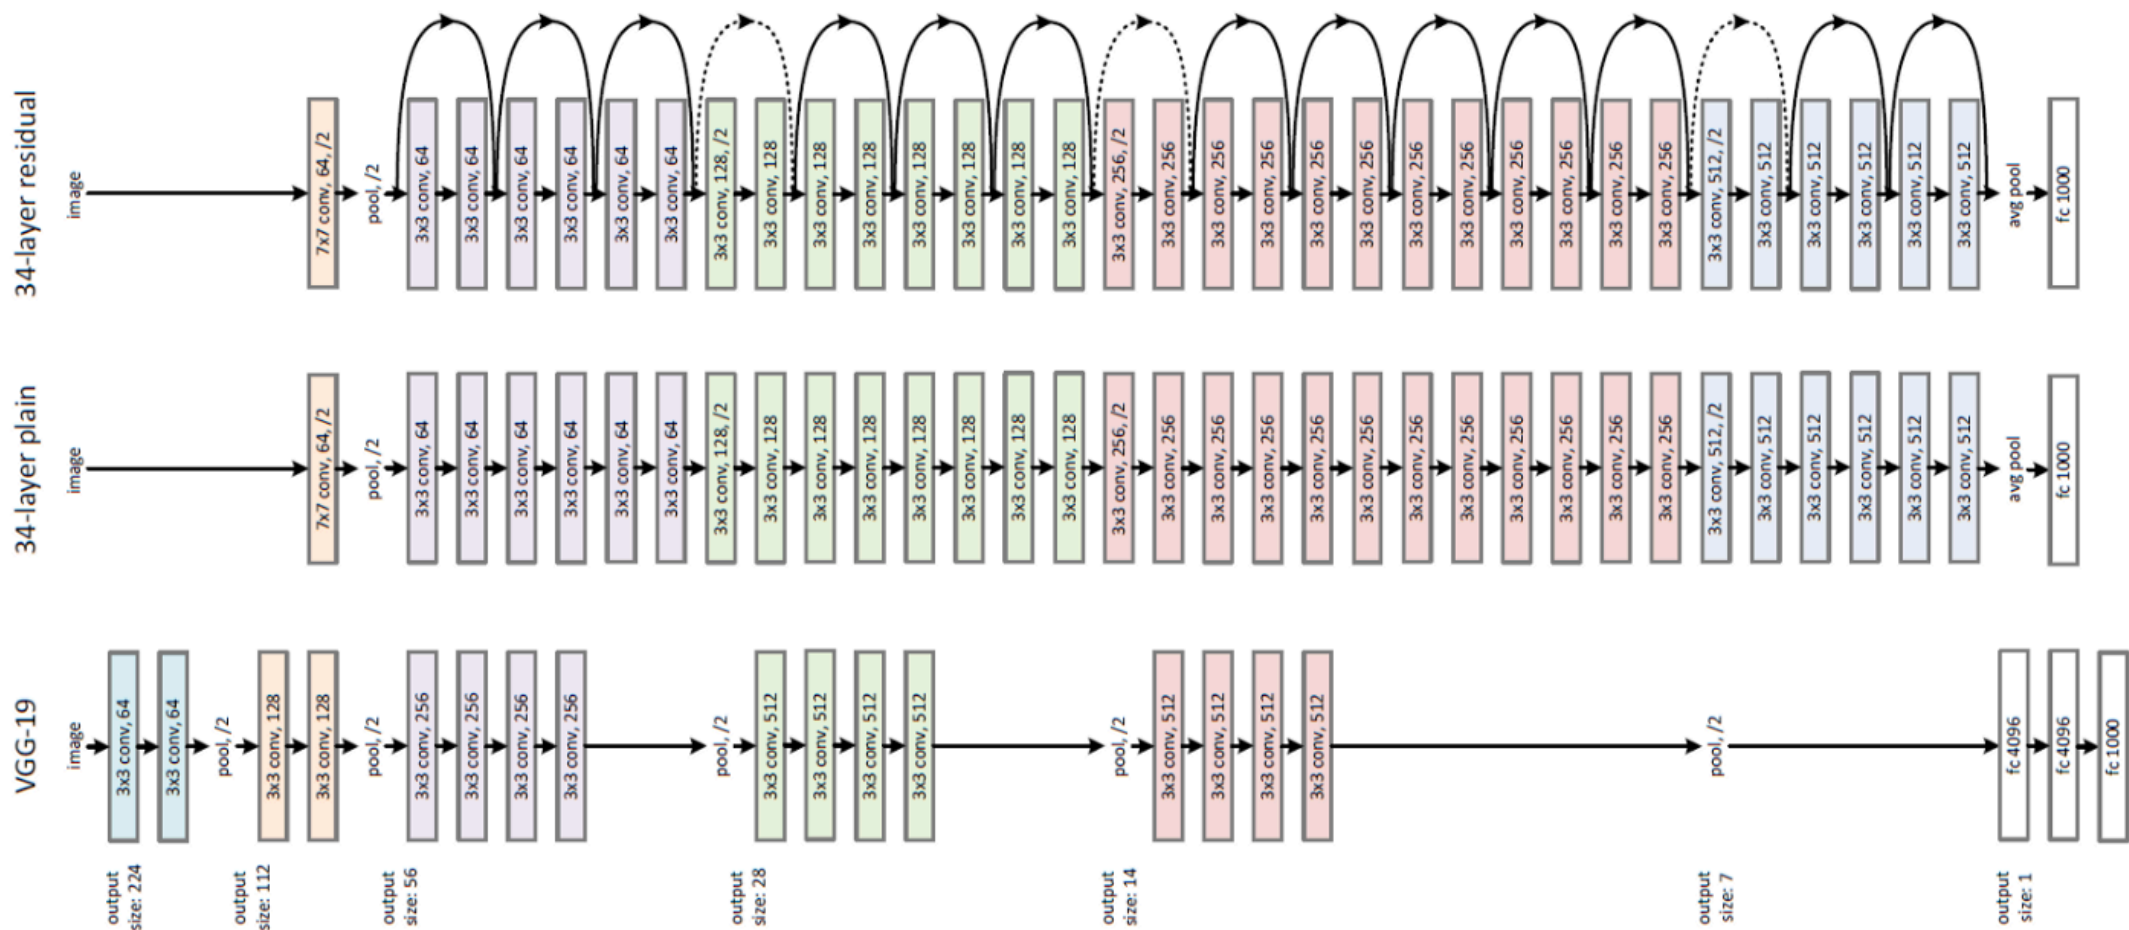 34-layer residual
image
7x7 conv, 64, /2
pool, /2
3x3 conv, 64
3x3 conv, 64
3x3 conv, 64
3x3 conv, 64
3x3 conv, 64
3x3 conv, 64
3x3 conv, 128, /2
3x3 conv, 128
3x3 conv, 128
3x3 conv, 128
3x3 conv, 128
3x3 conv, 128
3x3 conv, 128
3x3 conv, 128
3x3 conv, 256, /2
3x3 conv, 256
3x3 conv, 256
3x3 conv, 256
3x3 conv, 256
3x3 conv, 256
3x3 conv, 256
3x3 conv, 256
3x3 conv, 256
3x3 conv, 256
3x3 conv, 256
3x3 conv, 256
3x3 conv, 512, /2
3x3 conv, 512
3x3 conv, 512
3x3 conv, 512
3x3 conv, 512
3x3 conv, 512
avg pool
fc 1000
34-layer plain
image
7x7 conv, 64, /2
pool, /2
3x3 conv, 64
3x3 conv, 64
3x3 conv, 64
3x3 conv, 64
3x3 conv, 64
3x3 conv, 64
3x3 conv, 128, /2
3x3 conv, 128
3x3 conv, 128
3x3 conv, 128
3x3 conv, 128
3x3 conv, 128
3x3 conv, 128
3x3 conv, 128
3x3 conv, 256, /2
3x3 conv, 256
3x3 conv, 256
3x3 conv, 256
3x3 conv, 256
3x3 conv, 256
3x3 conv, 256
3x3 conv, 256
3x3 conv, 256
3x3 conv, 256
3x3 conv, 256
3x3 conv, 256
3x3 conv, 512, /2
3x3 conv, 512
3x3 conv, 512
3x3 conv, 512
3x3 conv, 512
3x3 conv, 512
avg pool
fc 1000
VGG-19
image
3x3 conv, 64
3x3 conv, 64
pool, /2
3x3 conv, 128
3x3 conv, 128
pool, /2
3x3 conv, 256
3x3 conv, 256
3x3 conv, 256
3x3 conv, 256
pool, /2
3x3 conv, 512
3x3 conv, 512
3x3 conv, 512
3x3 conv, 512
pool, /2
3x3 conv, 512
3x3 conv, 512
3x3 conv, 512
3x3 conv, 512
pool, /2
fc 4096
fc 4096
fc 1000
output
size: 224
output
size: 112
output
size: 56
output
size: 28
output
size: 14
output
size: 7
output
size: 1